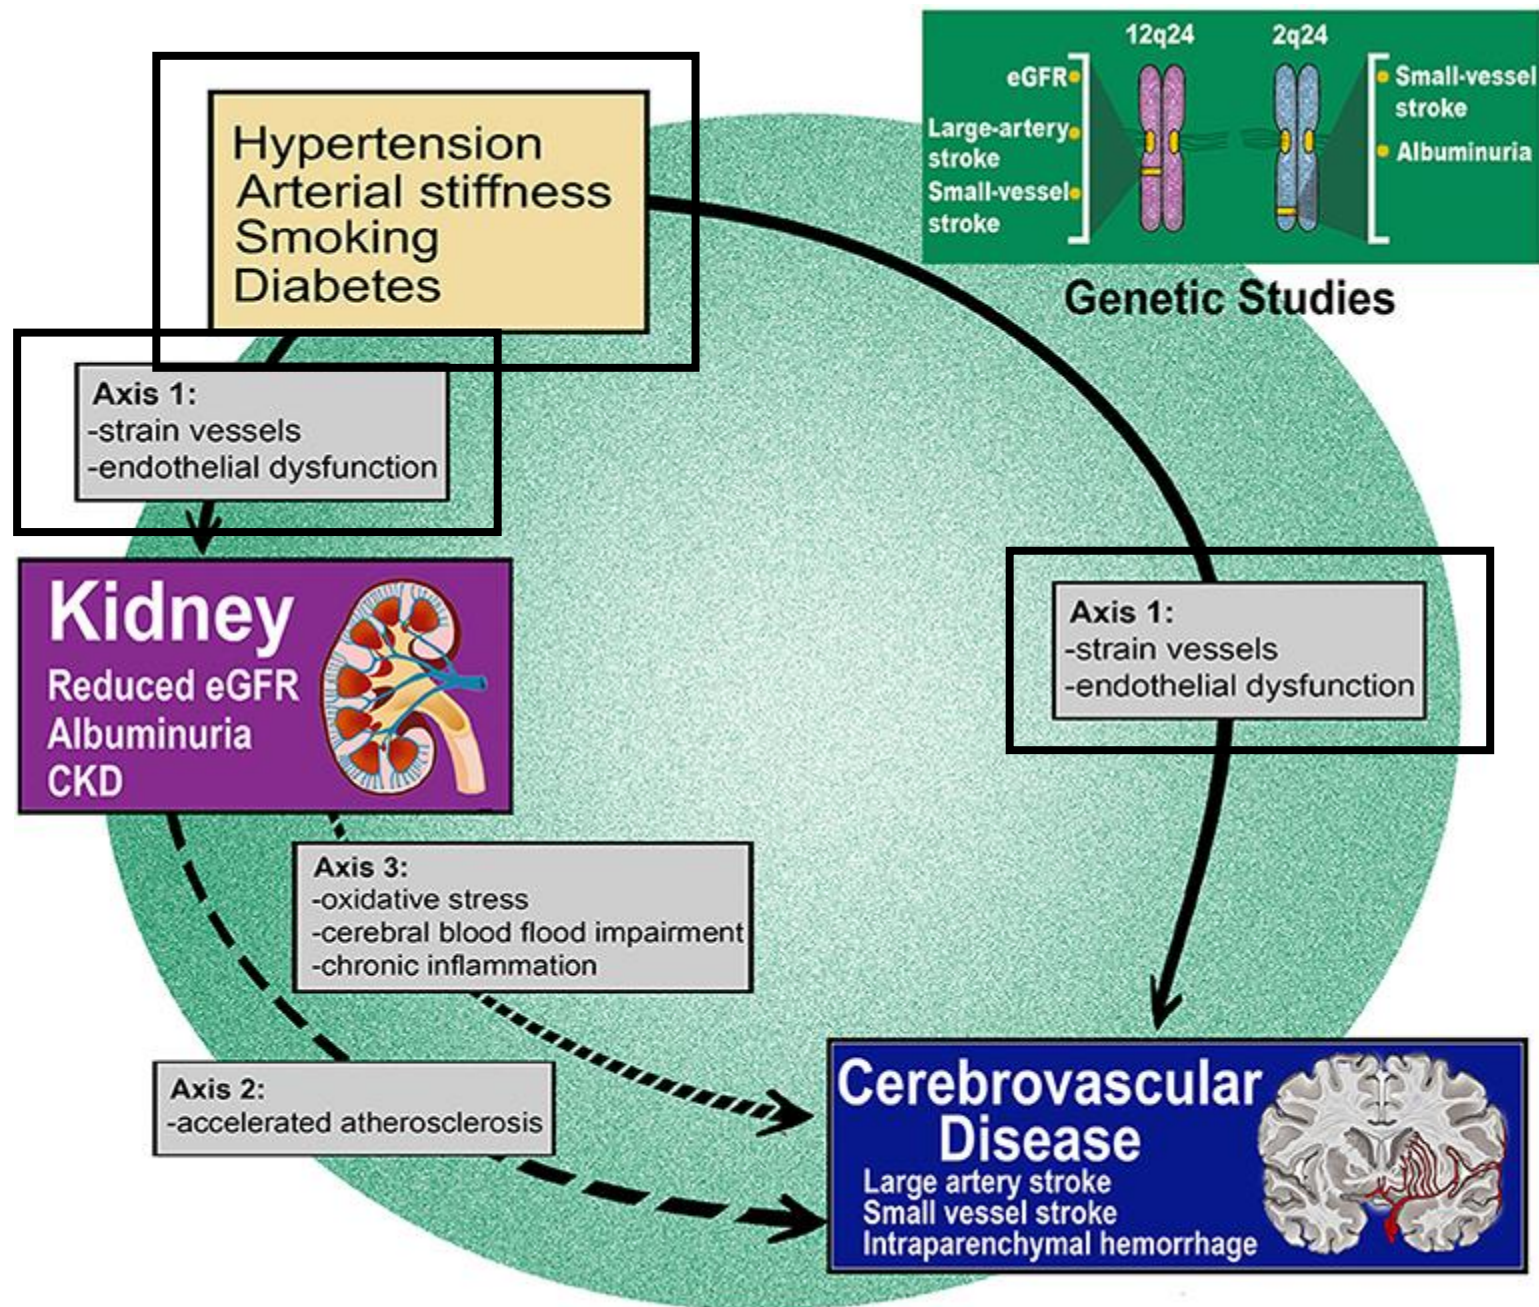 12q24
2q24
eGFR
Large-artery
stroke
Small-vessel
stroke
Small-vessel
stroke
Albuminuria
Genetic Studies
Hypertension
Arterial stiffness
Smoking
Diabetes
Axis 1:
-strain vessels
-endothelial dysfunction
Kidney
Reduced eGFR
Albuminuria
CKD
Axis 1:
-strain vessels
-endothelial dysfunction
Axis 3:
-oxidative stress
-cerebral blood flood impairment
-chronic inflammation
Axis 2:
-accelerated atherosclerosis
Cerebrovascular
Disease
Large artery stroke
Small vessel stroke
Intraparenchymal hemorrhage